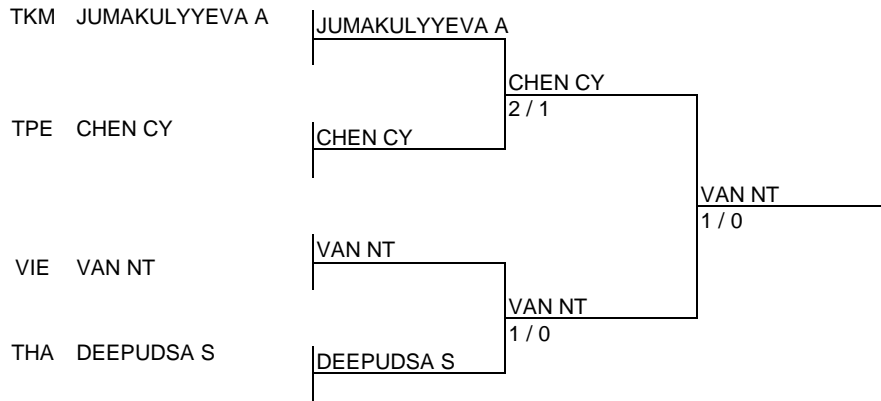 TKM JUMAKULYYEVA A
JUMAKULYYEVA A
CHEN CY
2 / 1
TPE CHEN CY
CHEN CY
VAN NT
1 / 0
VIE VAN NT
VAN NT
VAN NT
1 / 0
THA DEEPUDSA S
DEEPUDSA S